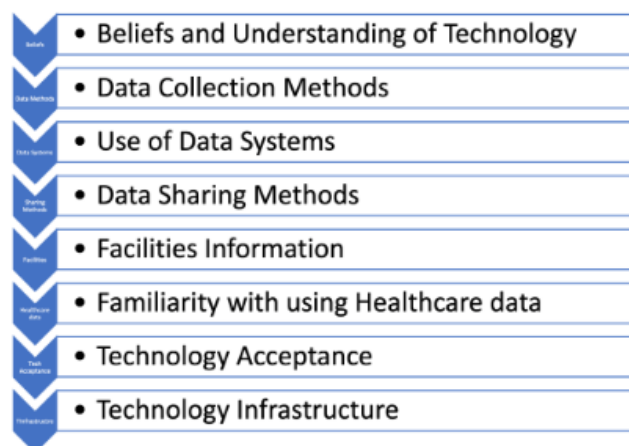 Beliefs
• Beliefs and Understanding of Technology
Data Methods
• Data Collection Methods
Data Systems
• Use of Data Systems
Sharing
Methods
• Data Sharing Methods
Facilities
• Facilities Information
Healthcare
data
• Familiarity with using Healthcare data
Tech
Acceptance
• Technology Acceptance
• Technology Infrastructure